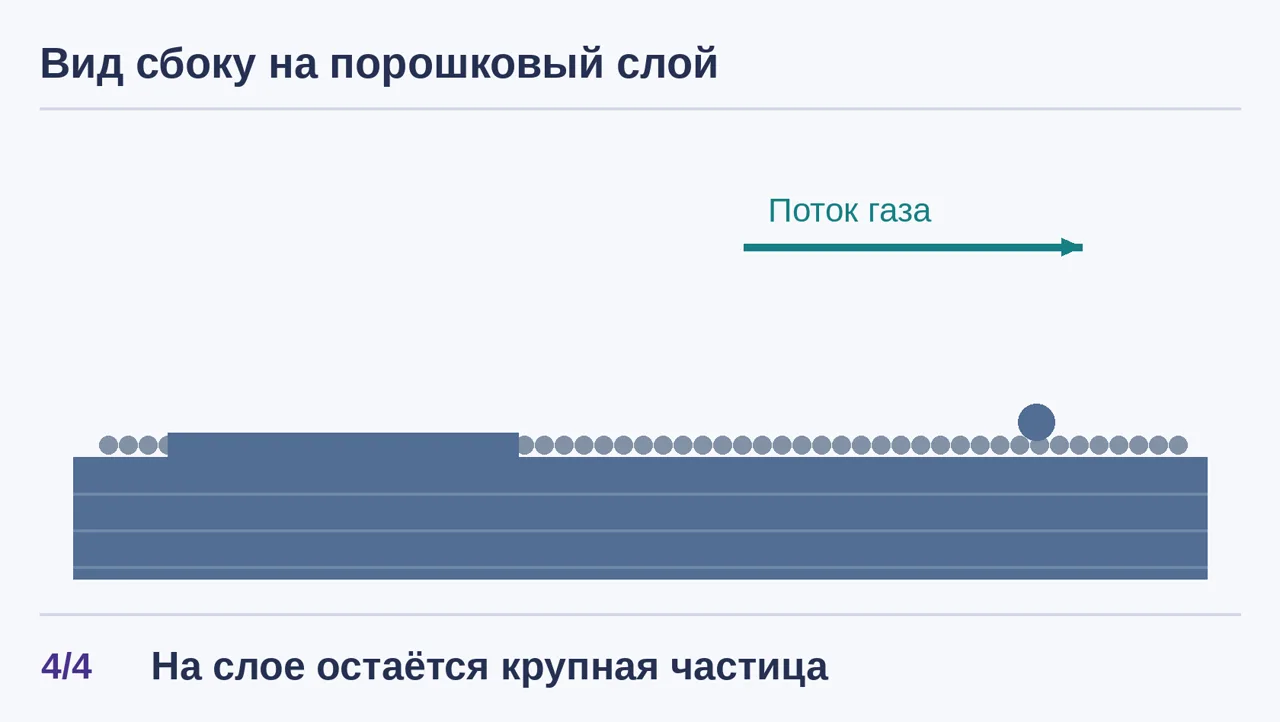 Вид сбоку на порошковый слой
Поток газа
4/4 На слое остаётся крупная частица